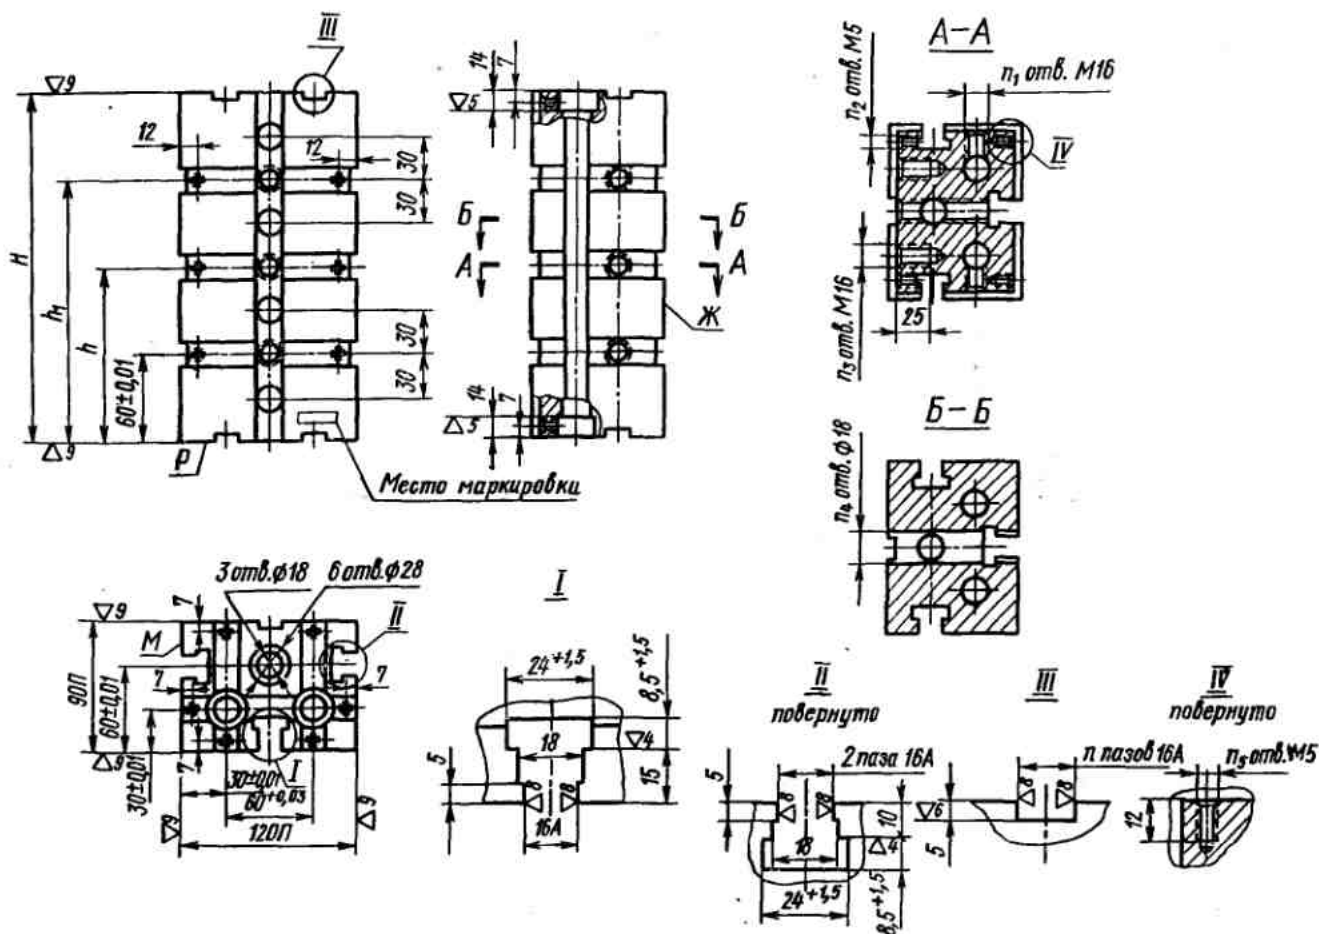 III
▽9
14
7
▽5
12
12
30
30
H
h₁
h
60±0,01
30
30
△9
P
Место маркировки
Б
Б
А
А
Ж
14
7
△5
А–А
n₂ отв. М5
n₁ отв. М16
IV
n₃ отв. М16
25
Б–Б
n₄ отв. ф18
3 отв. ф18
6 отв. ф28
▽9
7
М
II
90П
60±0,01
7
7
30±0,01
△9
7
30±0,01
60⁺⁰,⁰³
I
▽9
△9
120П
I
24⁺¹,⁵
8,5⁺¹,⁵
18
▽4
5
15
8
8
16А
II
повернуто
2 паза 16А
5
8
8
10
18
△4
24⁺¹,⁵
8,5⁺¹,⁵
III
n пазов 16А
8
8
▽6
5
IV
повернуто
n₅ отв. М5
12